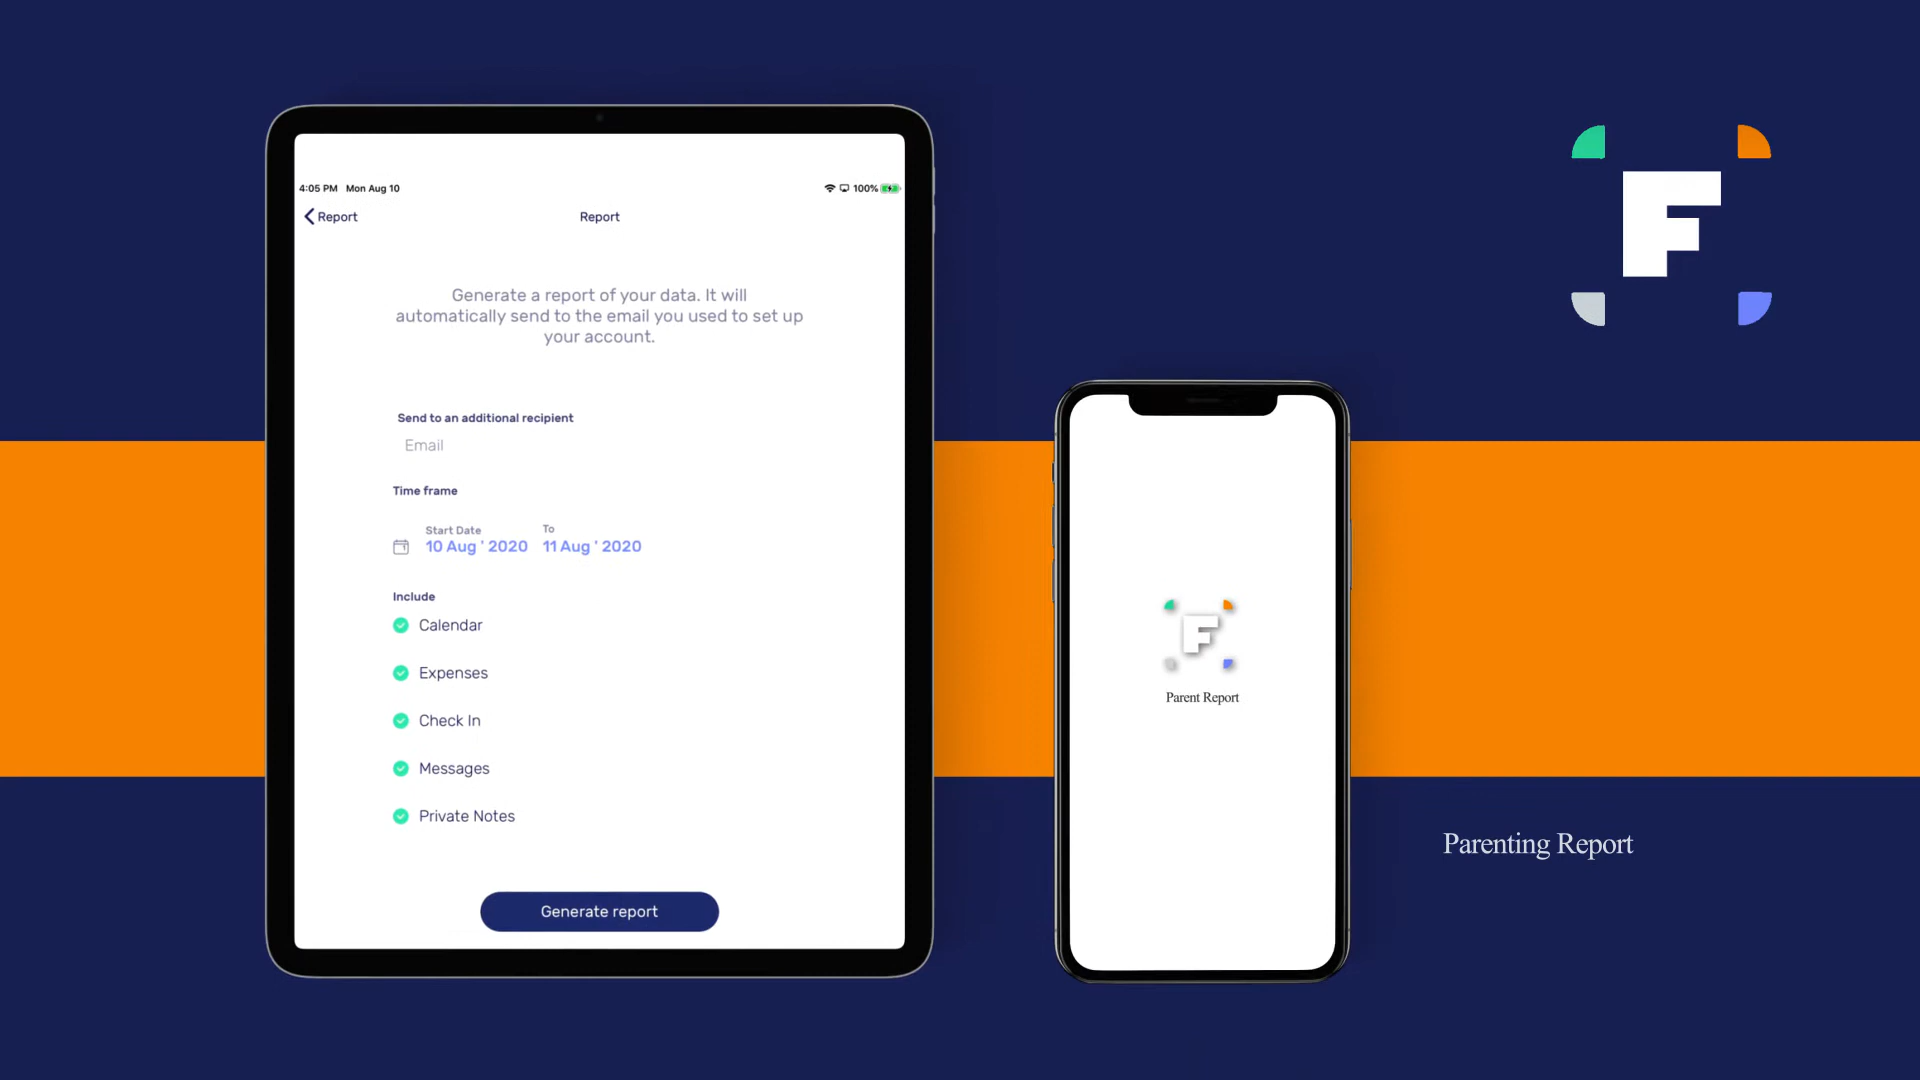 4:05 PM Mon Aug 10
100%
Report
Report
Generate a report of your data. It will
automatically send to the email you used to set up
your account.
Send to an additional recipient
Email
Time frame
Start Date
To
10 Aug ' 2020
11 Aug ' 2020
Include
Calendar
Expenses
Check In
Messages
Private Notes
Generate report
F
F
Parent Report
Parenting Report